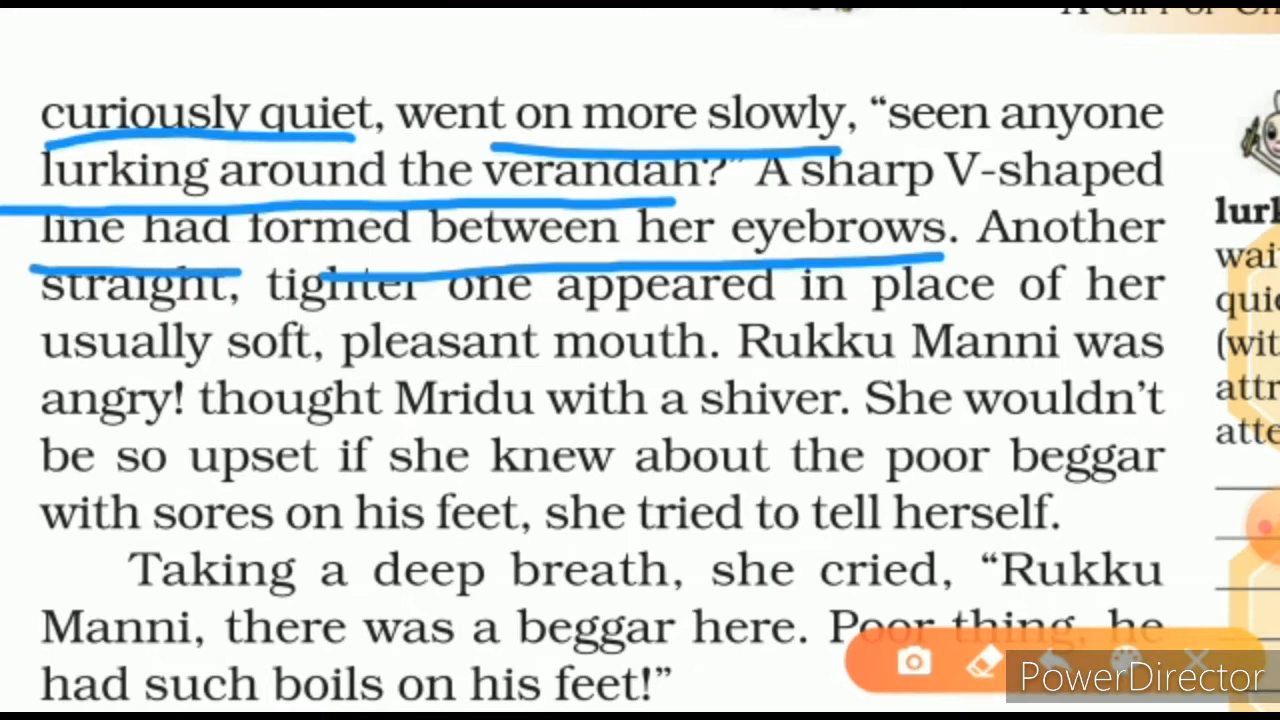 curiously quiet, went on more slowly, “seen anyone
lurking around the verandah?” A sharp V-shaped
line had formed between her eyebrows. Another
straight, tighter one appeared in place of her
usually soft, pleasant mouth. Rukku Manni was
angry! thought Mridu with a shiver. She wouldn’t
be so upset if she knew about the poor beggar
with sores on his feet, she tried to tell herself.
Taking a deep breath, she cried, “Rukku
Manni, there was a beggar here. Poor thing, he
had such boils on his feet!”
PowerDirector